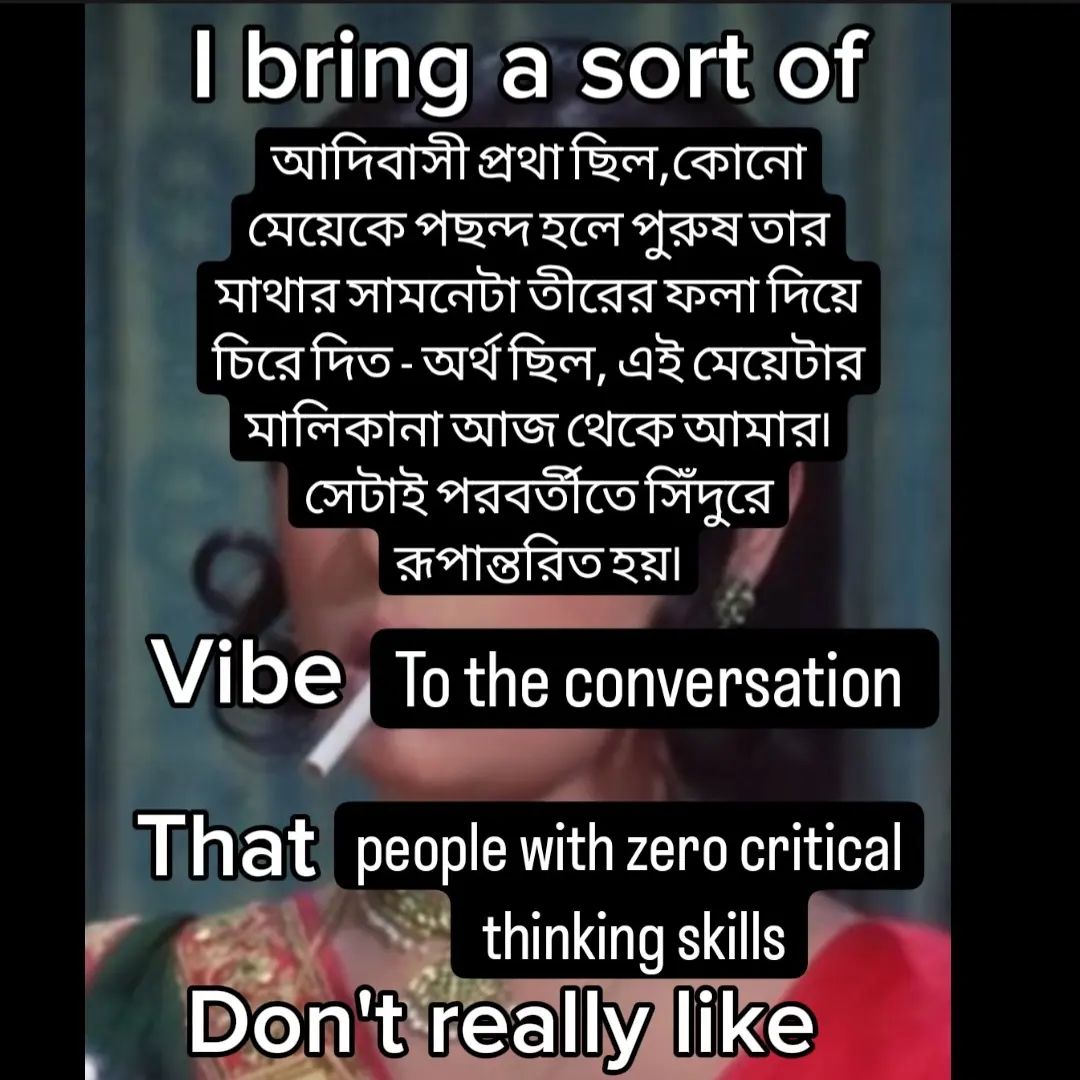 I bring a sort of
আদিবাসী প্রথা ছিল,কোনো
মেয়েকে পছন্দ হলে পুরুষ তার
মাথার সামনেটা তীরের ফলা দিয়ে
চিরে দিত - অর্থ ছিল, এই মেয়েটার
মালিকানা আজ থেকে আমার।
সেটাই পরবর্তীতে সিঁদুরে
রূপান্তরিত হয়।
Vibe To the conversation
That people with zero critical
thinking skills
Don't really like